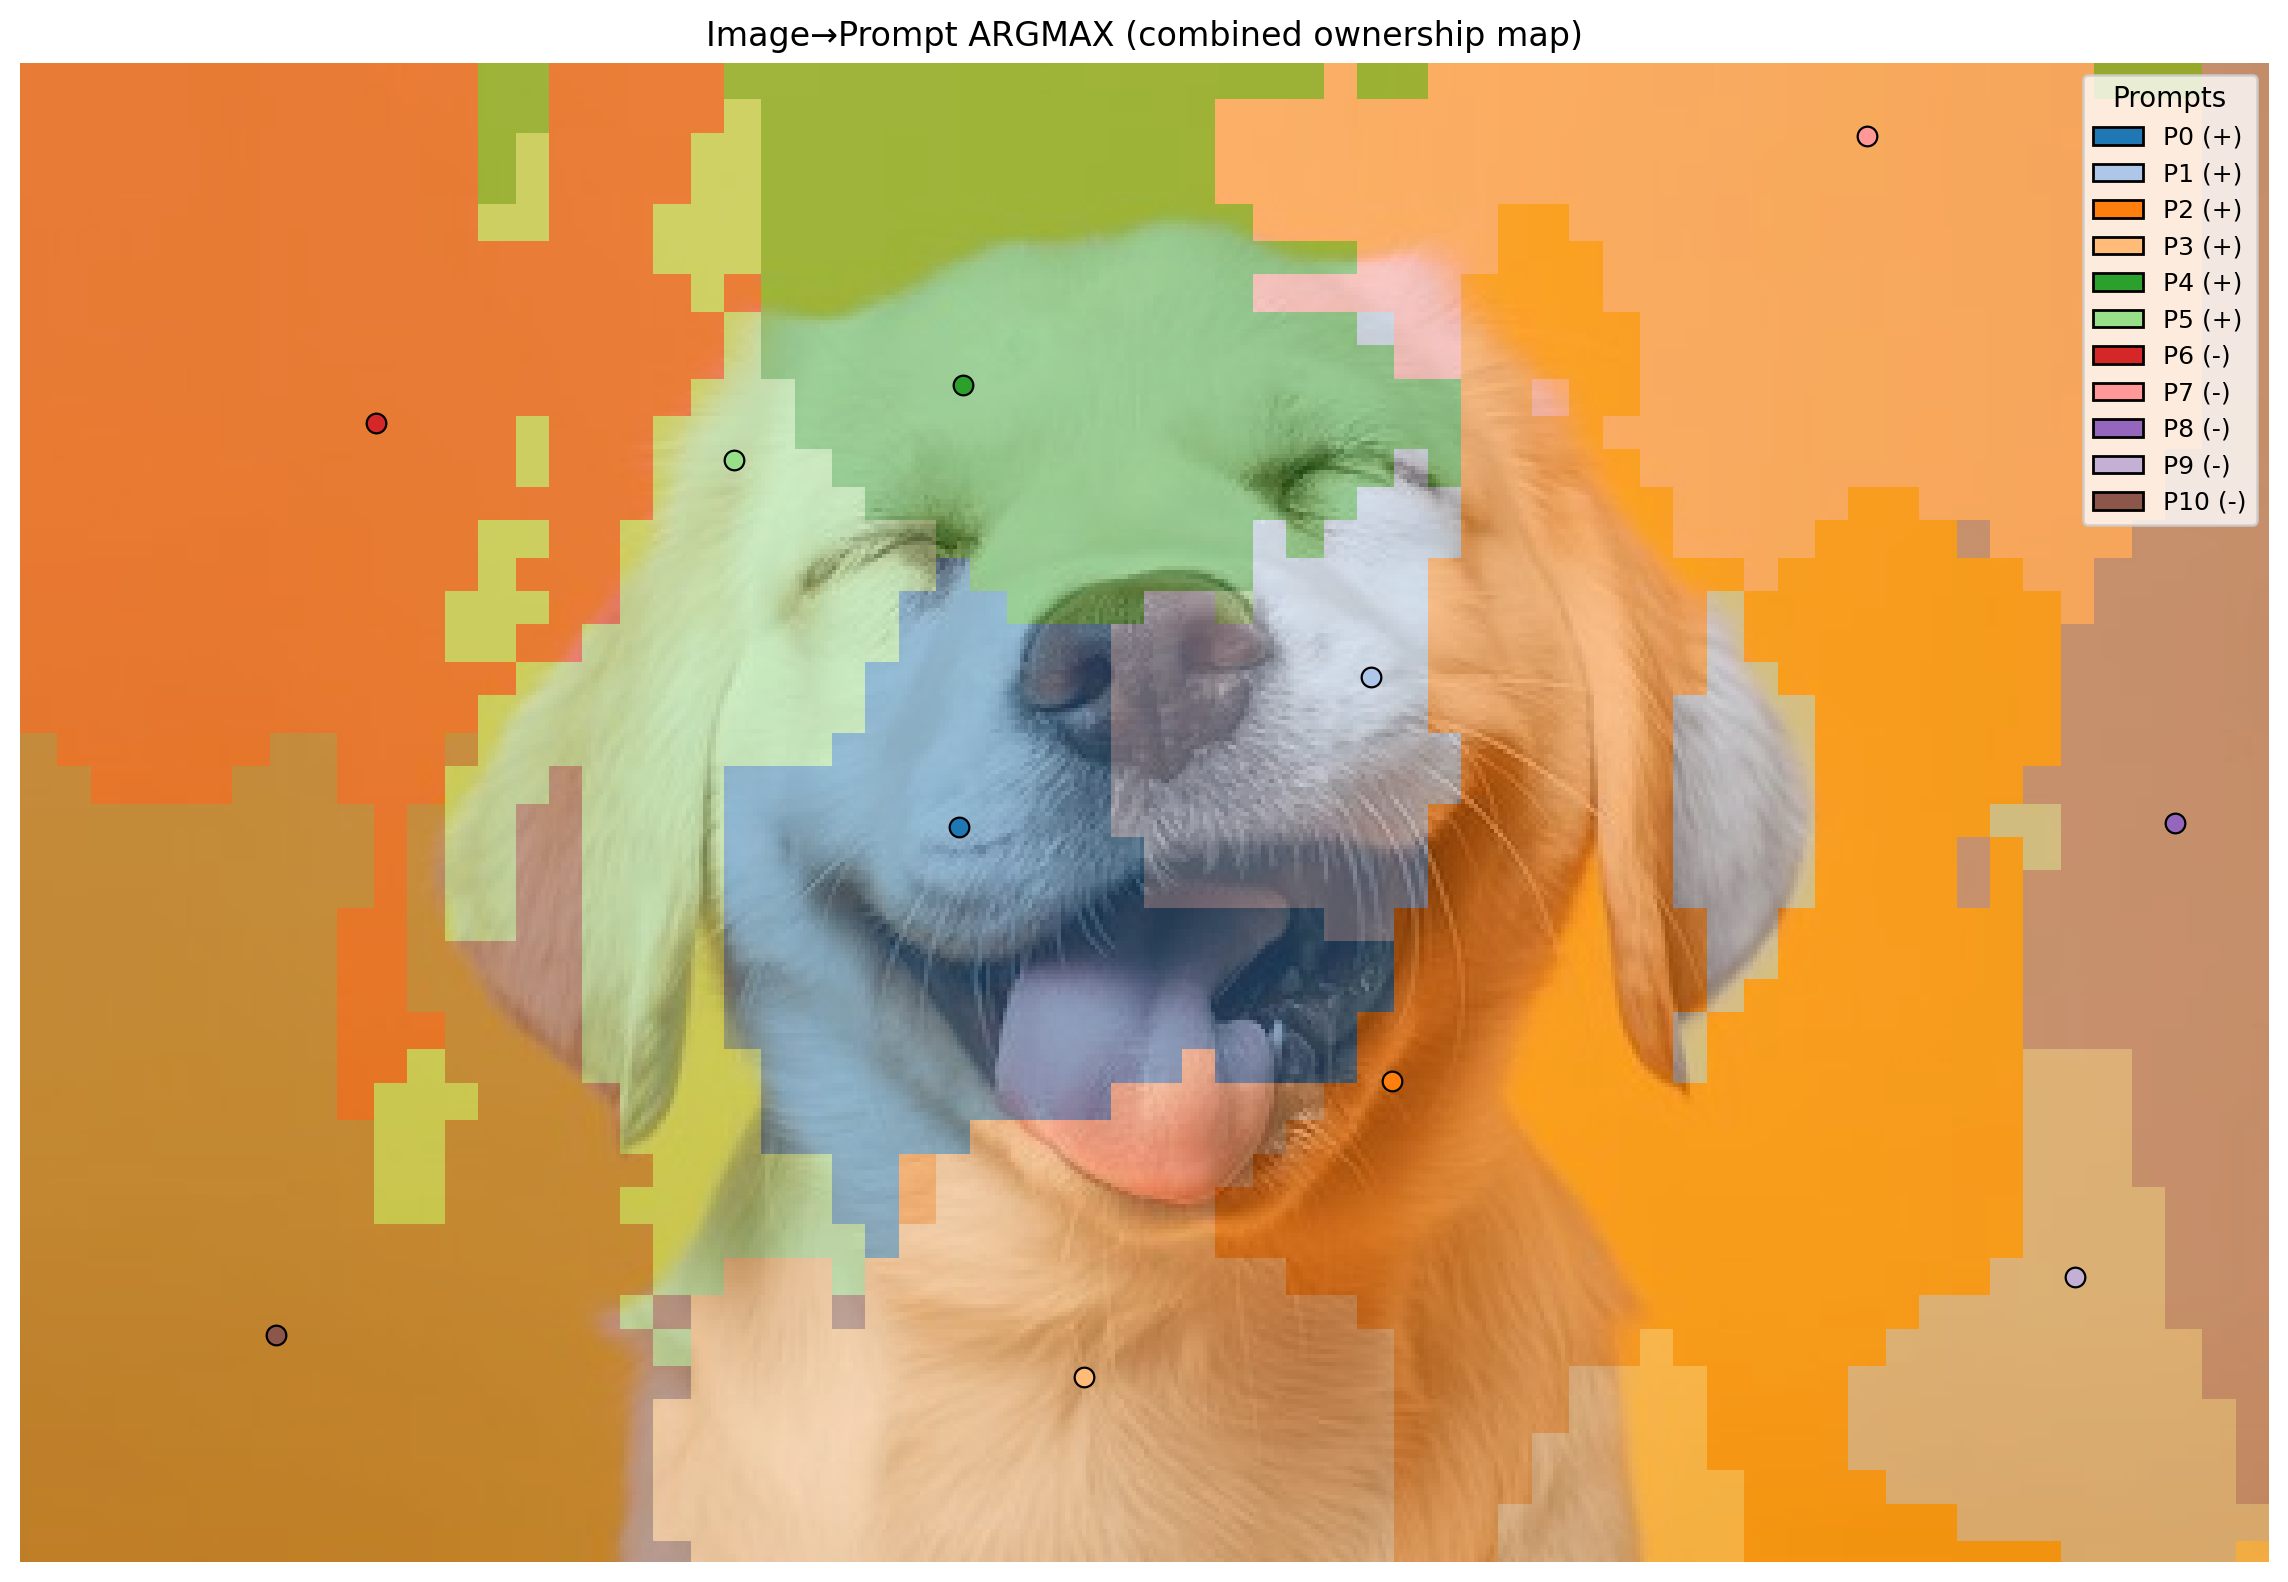 Image→Prompt ARGMAX (combined ownership map)
Prompts
P0 (+)
P1 (+)
P2 (+)
P3 (+)
P4 (+)
P5 (+)
P6 (-)
P7 (-)
P8 (-)
P9 (-)
P10 (-)